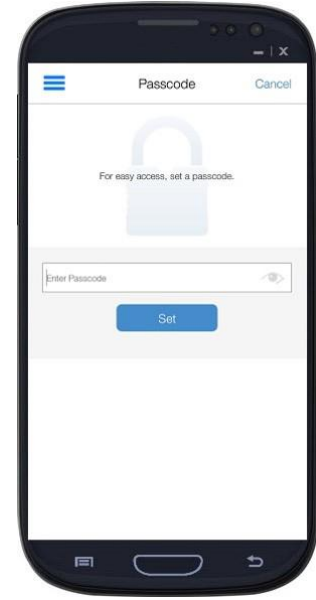 Passcode
Cancel
For easy access, set a passcode.
Enter Passcode
Set